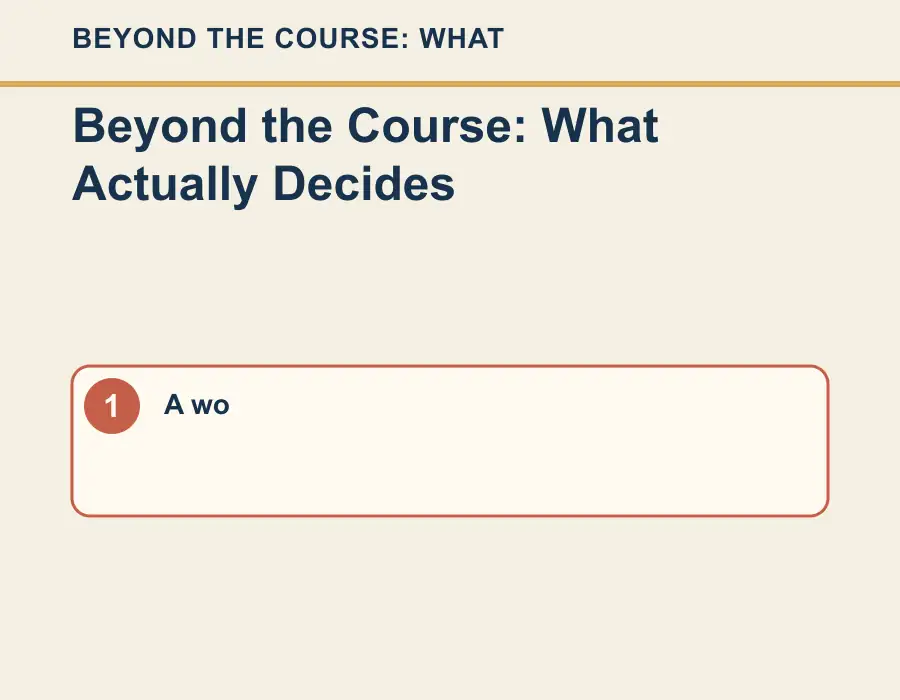 BEYOND THE COURSE: WHAT
Beyond the Course: What
Actually Decides
1
A wo